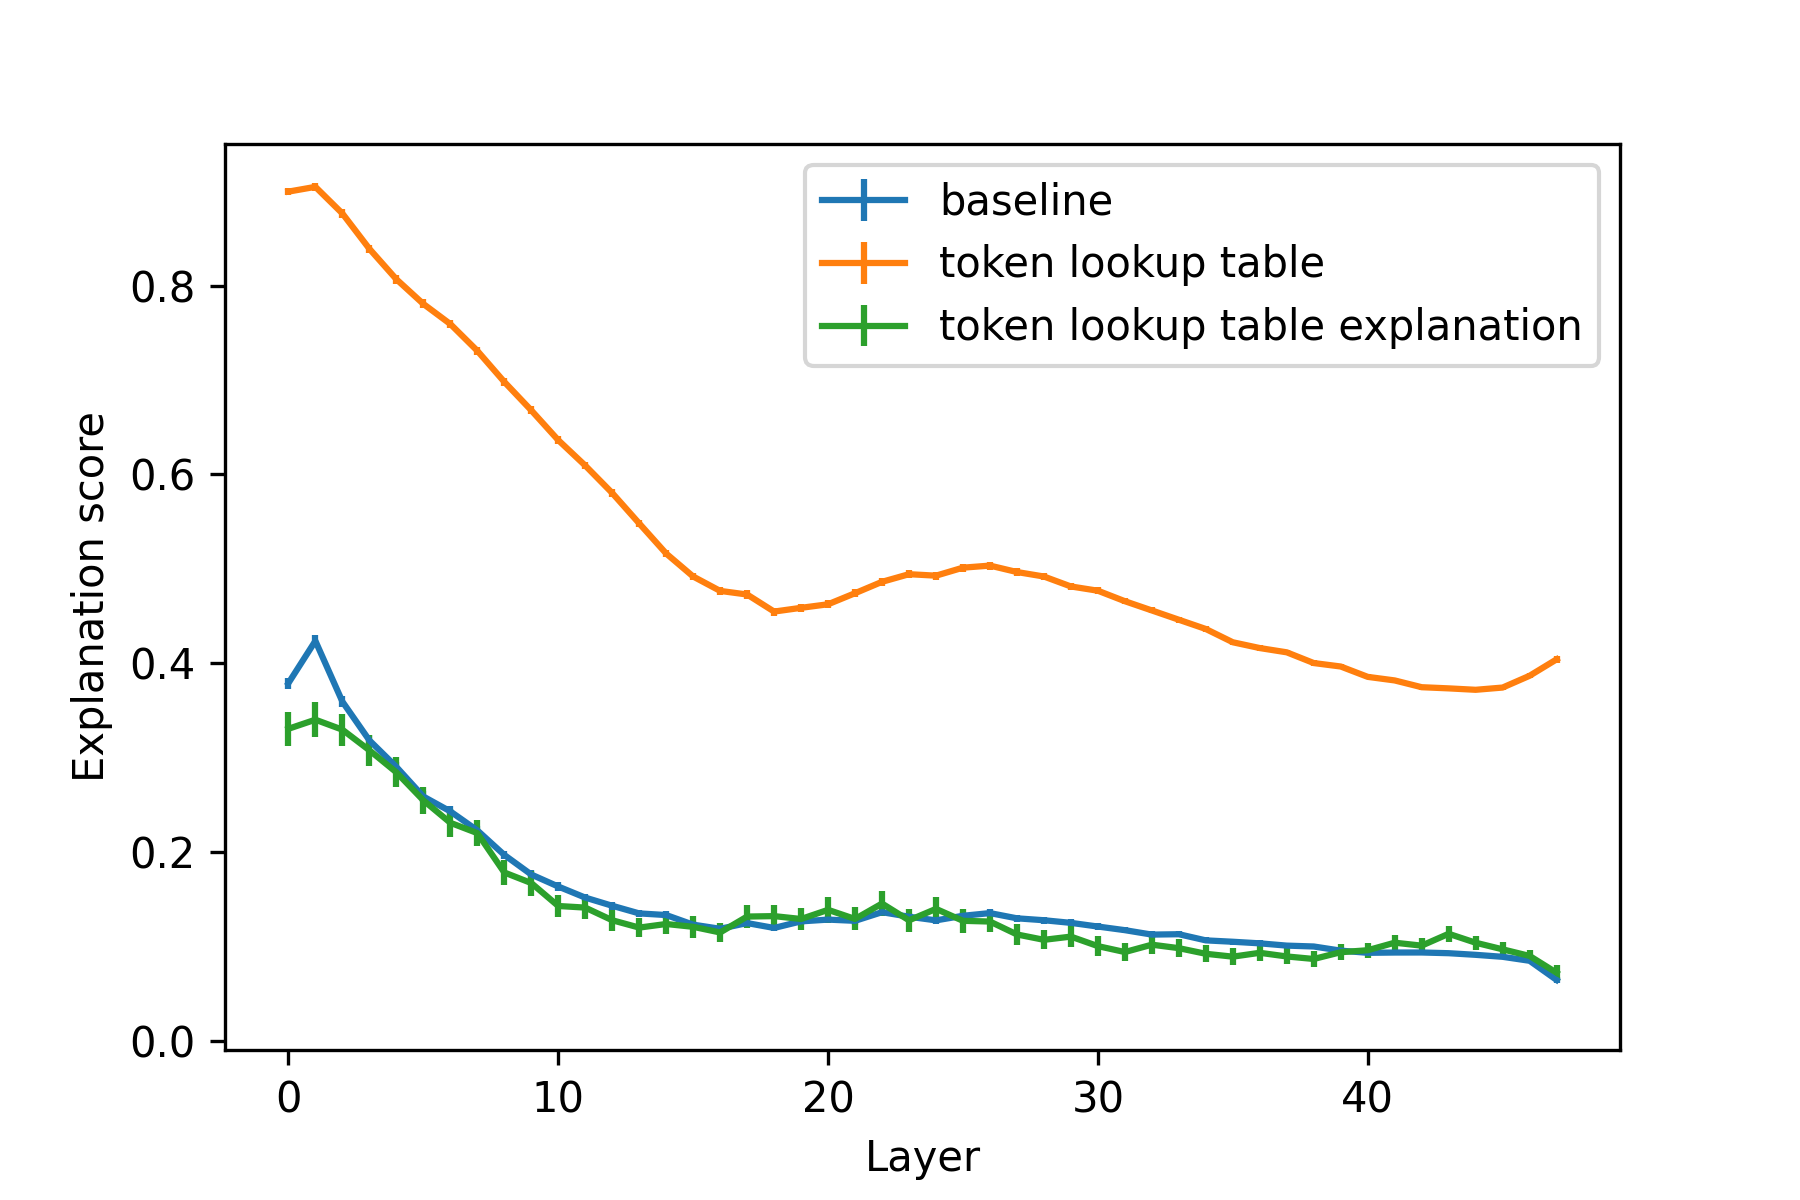 baseline
token lookup table
token lookup table explanation
0.8
0.6
0.4
0.2
0.0
Explanation score
0 10 20 30 40
Layer